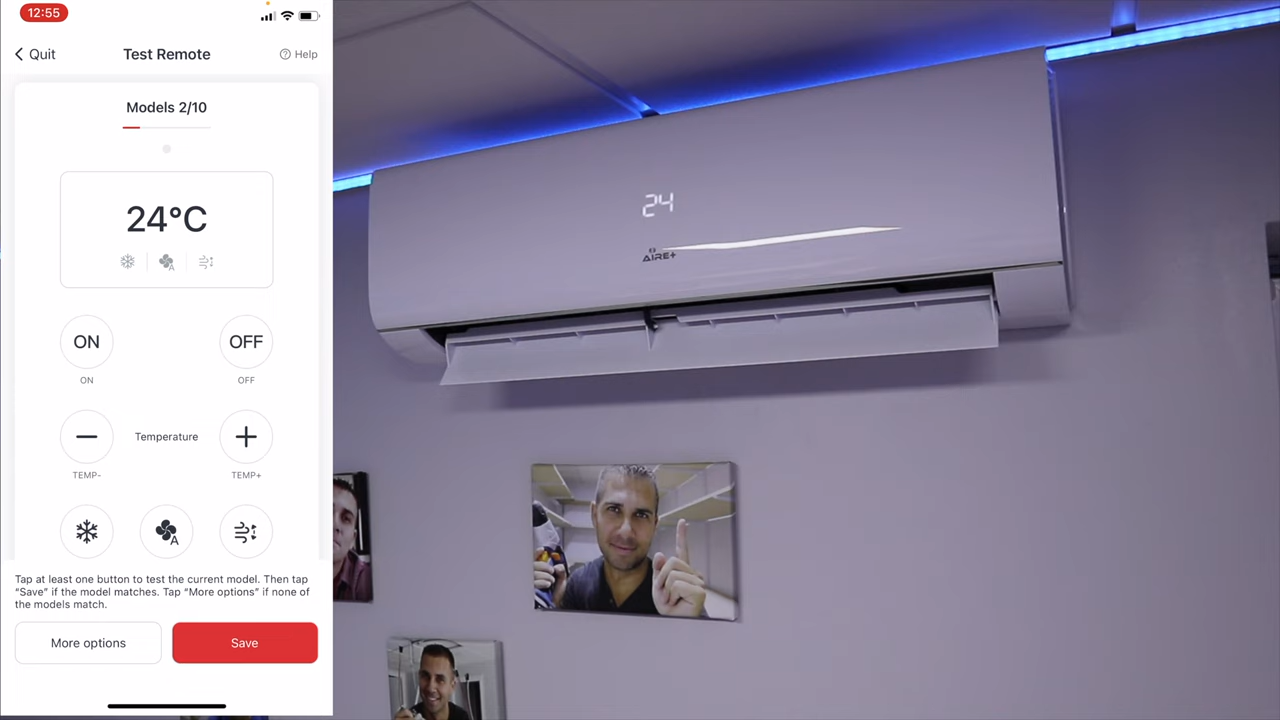 12:55
Quit
Test Remote
Help
Models 2/10
24°C
A
ON
OFF
ON
OFF
Temperature
TEMP-
TEMP+
A
Tap at least one button to test the current model. Then tap
“Save” if the model matches. Tap “More options” if none of
the models match.
More options
Save
24
AIRE+